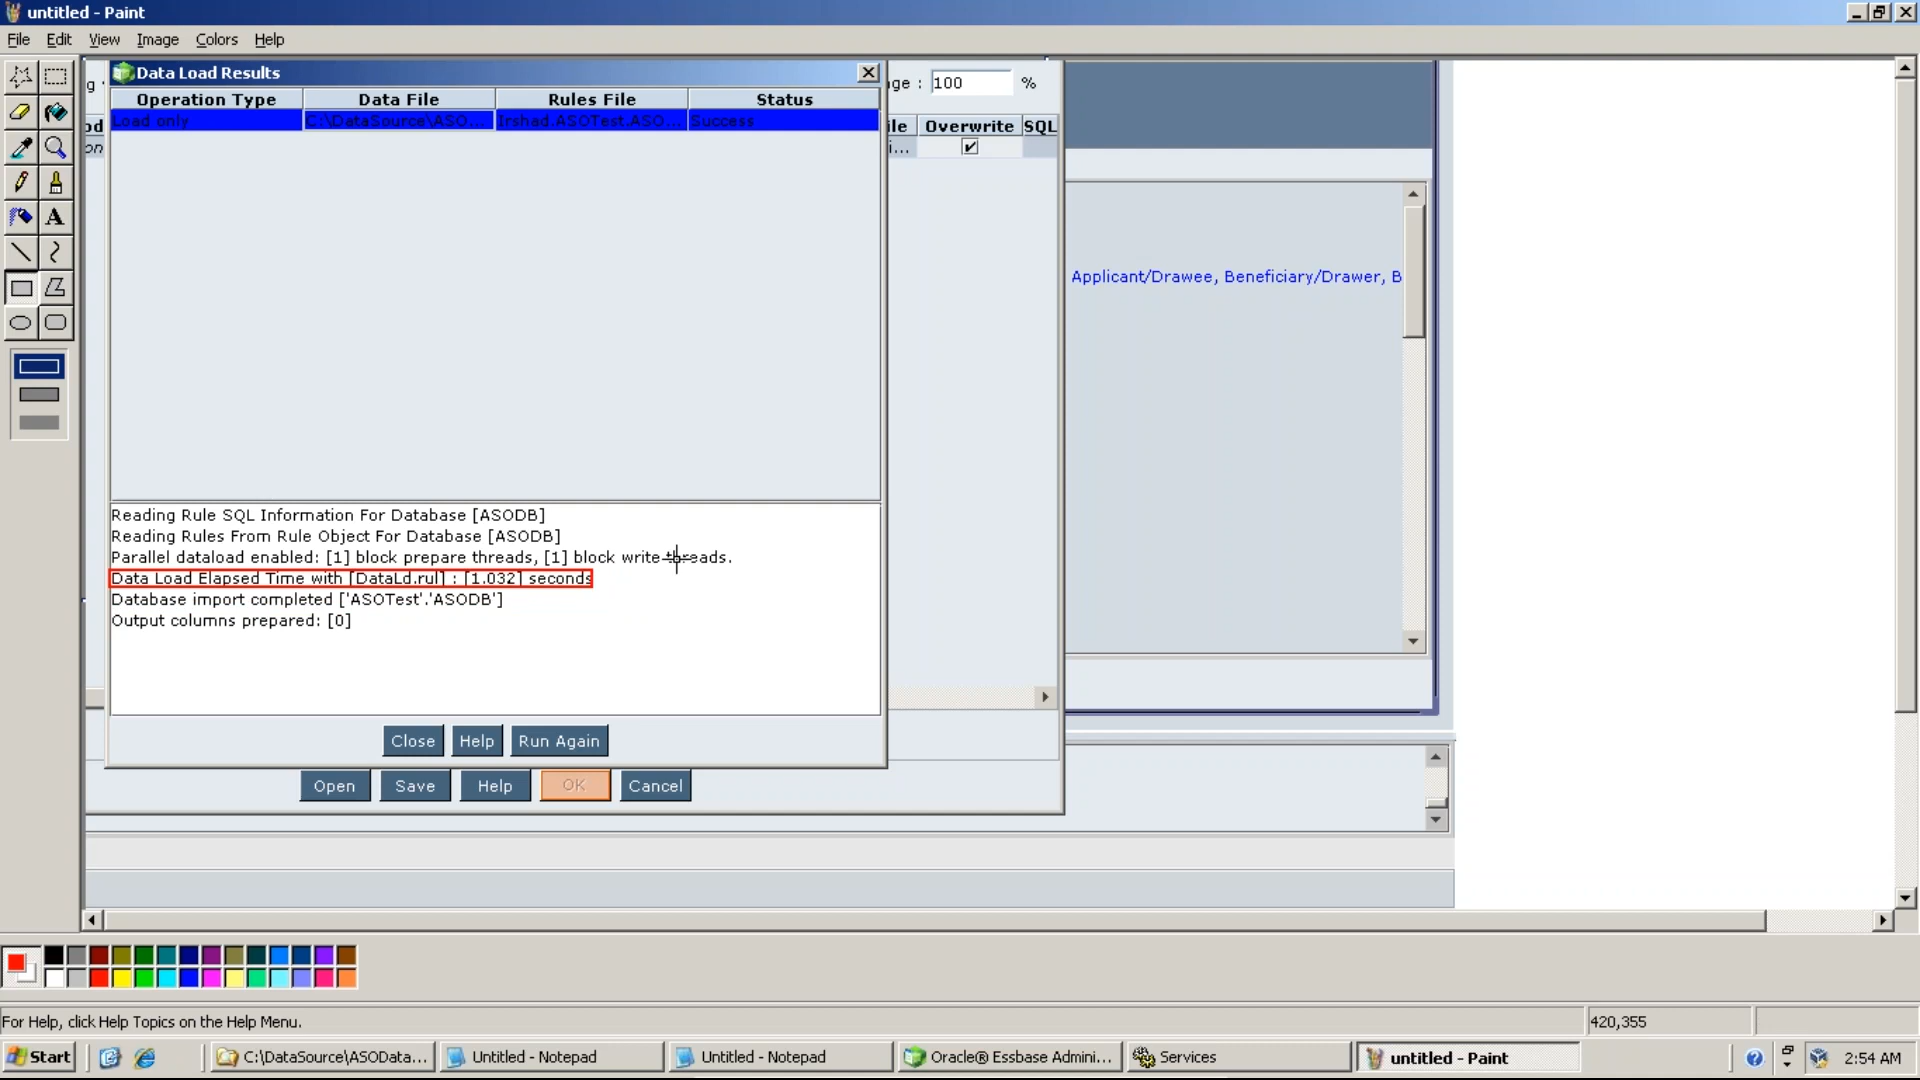 untitled - Paint
File Edit View Image Colors Help
Data Load Results
ge : 100 %
Operation Type Data File Rules File Status
Load only C:\DataSource\ASO... Irshad.ASOTest.ASO... Success
ile Overwrite SQL
i...
Applicant/Drawee, Beneficiary/Drawer, B
Reading Rule SQL Information For Database [ASODB]
Reading Rules From Rule Object For Database [ASODB]
Parallel dataload enabled: [1] block prepare threads, [1] block write threads.
Data Load Elapsed Time with [DataLd.rul] : [1.032] seconds
Database import completed ['ASOTest'.'ASODB']
Output columns prepared: [0]
Close Help Run Again
Open Save Help OK Cancel
For Help, click Help Topics on the Help Menu.
420,355
Start C:\DataSource\ASOData... Untitled - Notepad Untitled - Notepad Oracle® Essbase Admini... Services untitled - Paint 2:54 AM